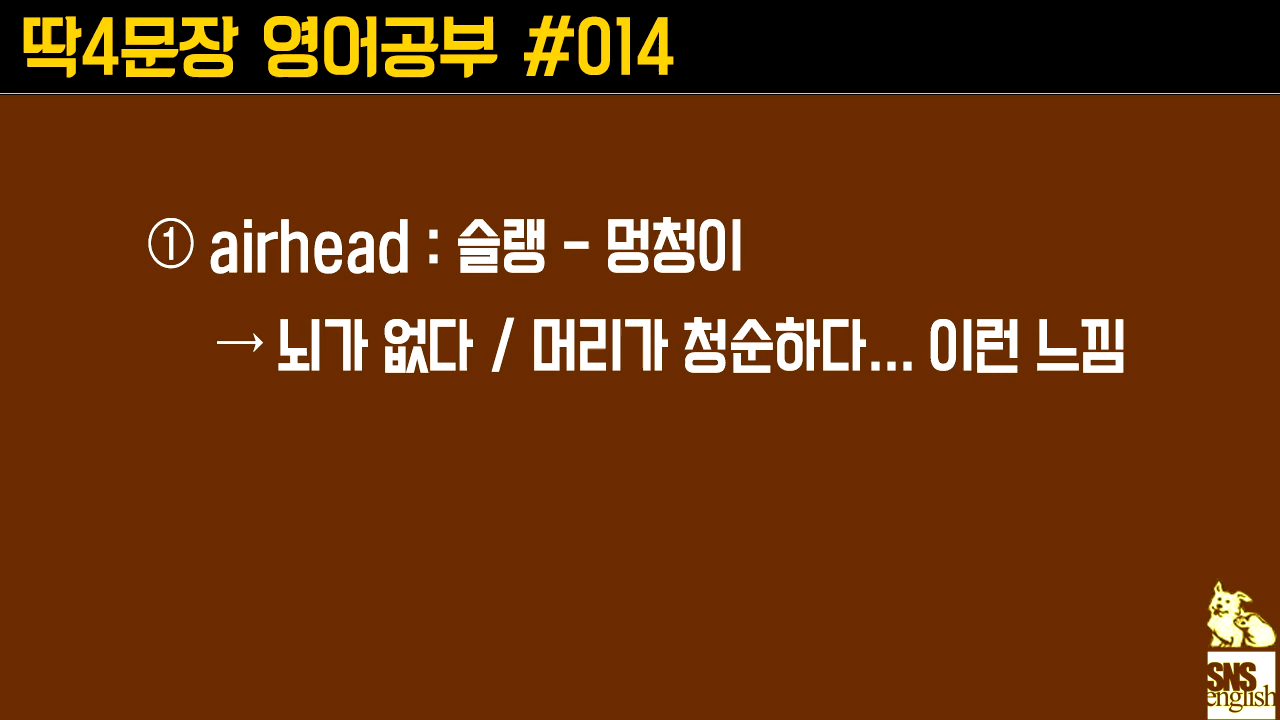 딱4문장 영어공부 #014
① airhead : 슬랭 - 멍청이
→ 뇌가 없다 / 머리가 청순하다... 이런 느낌
SNS
english